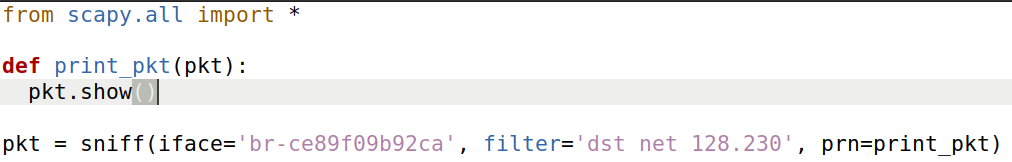 from scapy.all import *
def print_pkt(pkt):
  pkt.show()
pkt = sniff(iface='br-ce89f09b92ca', filter='dst net 128.230', prn=print_pkt)